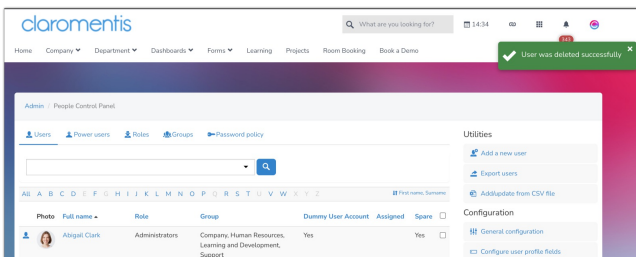 claromentis
What are you looking for?
14:34
343
Home Company Department Dashboards Forms Learning Projects Room Booking Book a Demo
User was deleted successfully
Admin / People Control Panel
Users Power users Roles Groups Password policy
All A B C D E F G H I J K L M N O P Q R S T U V W X Y Z
First name, Surname
Photo Full name Role Group Dummy User Account Assigned Spare
Abigail Clark Administrators Company, Human Resources, Yes Yes
Learning and Development,
Support
Utilities
Add a new user
Export users
Add/update from CSV file
Configuration
General configuration
Configure user profile fields